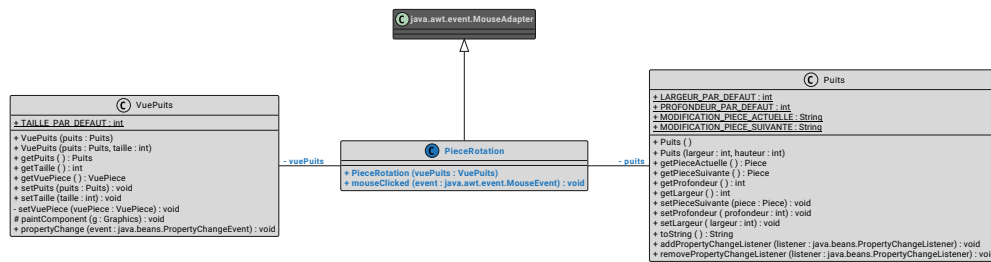 C java.awt.event.MouseAdapter
C VuePuits
+ TAILLE_PAR_DEFAUT : int
+ VuePuits (puits : Puits)
+ VuePuits (puits : Puits, taille : int)
+ getPuits ( ) : Puits
+ getTaille ( ) : int
+ getVuePiece ( ) : VuePiece
+ setPuits (puits : Puits) : void
+ setTaille (taille : int) : void
- setVuePiece (vuePiece : VuePiece) : void
# paintComponent (g : Graphics) : void
+ propertyChange (event : java.beans.PropertyChangeEvent) : void
- vuePuits
C PieceRotation
+ PieceRotation (vuePuits : VuePuits)
+ mouseClicked (event : java.awt.event.MouseEvent) : void
- puits
C Puits
+ LARGEUR_PAR_DEFAUT : int
+ PROFONDEUR_PAR_DEFAUT : int
+ MODIFICATION_PIECE_ACTUELLE : String
+ MODIFICATION_PIECE_SUIVANTE : String
+ Puits ( )
+ Puits (largeur : int, hauteur : int)
+ getPieceActuelle ( ) : Piece
+ getPieceSuivante ( ) : Piece
+ getProfondeur ( ) : int
+ getLargeur ( ) : int
+ setPieceSuivante (piece : Piece) : void
+ setProfondeur ( profondeur : int) : void
+ setLargeur ( largeur : int) : void
+ toString ( ) : String
+ addPropertyChangeListener (listener : java.beans.PropertyChangeListener) : void
+ removePropertyChangeListener (listener : java.beans.PropertyChangeListener) : voi